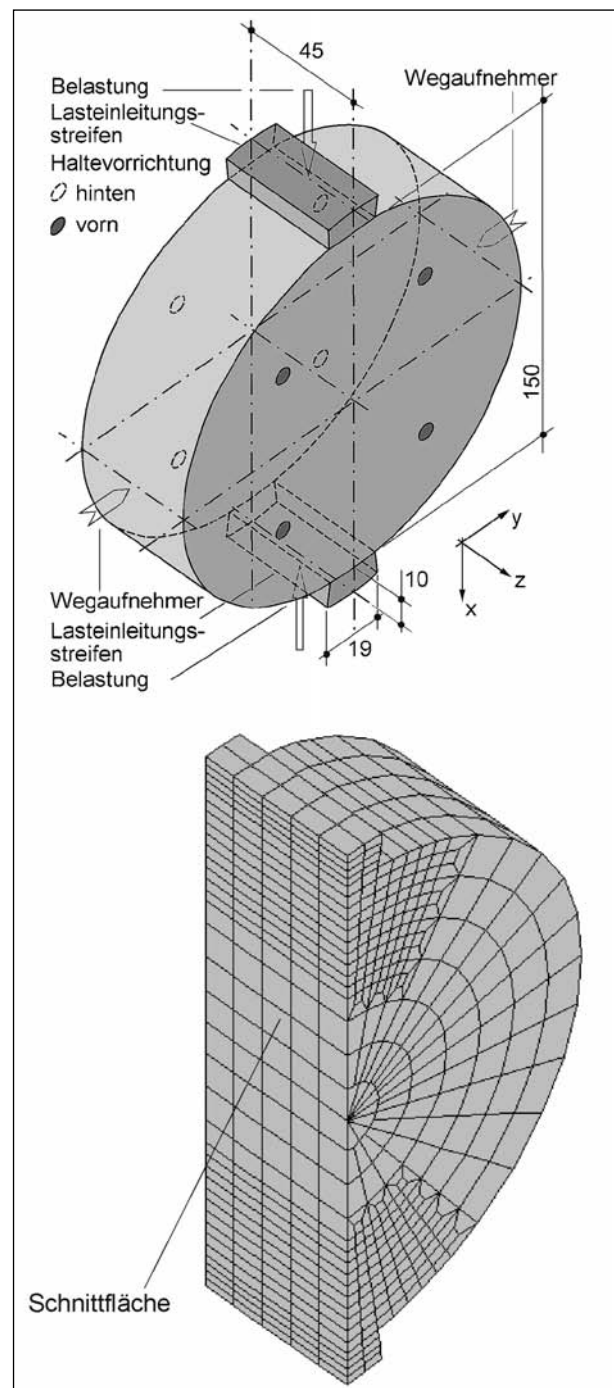 45
Belastung
Wegaufnehmer
Lasteinleitungs-
streifen
Haltevorrichtung
hinten
vorn
150
y
z
x
10
19
Wegaufnehmer
Lasteinleitungs-
streifen
Belastung
Schnittfläche